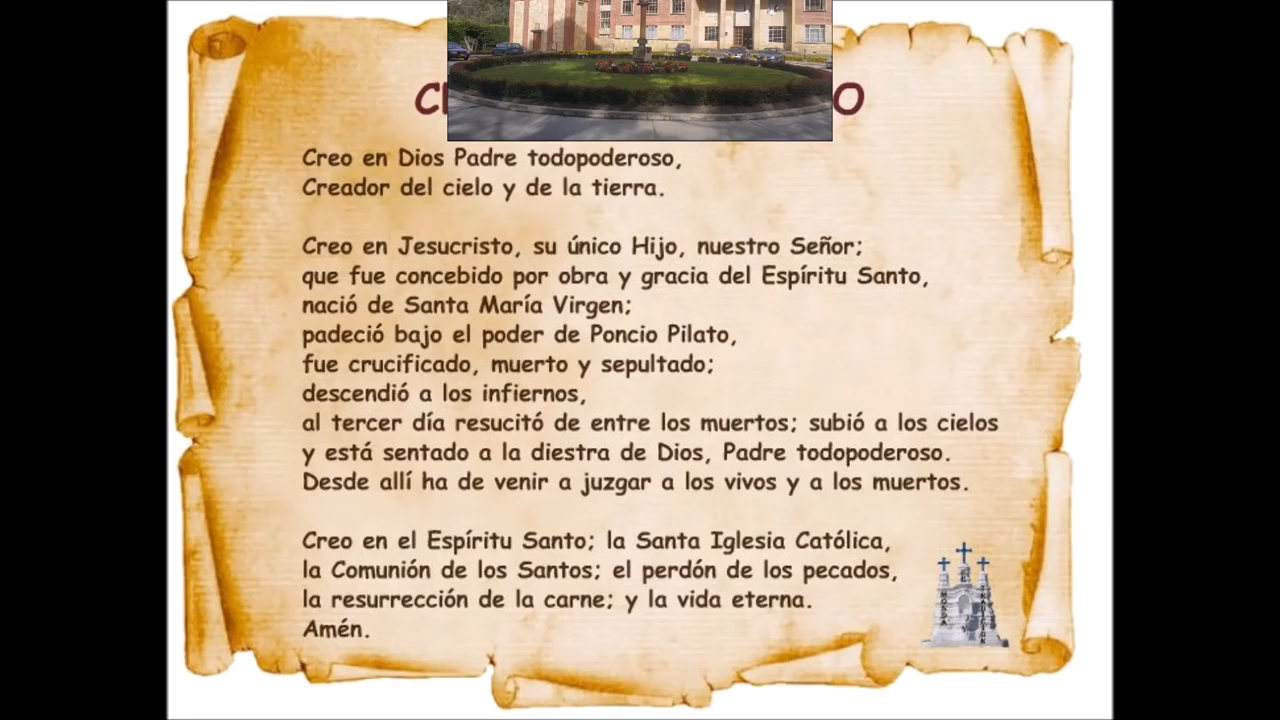 Creo en Dios Padre todopoderoso,
Creador del cielo y de la tierra.
Creo en Jesucristo, su único Hijo, nuestro Señor;
que fue concebido por obra y gracia del Espíritu Santo,
nació de Santa María Virgen;
padeció bajo el poder de Poncio Pilato,
fue crucificado, muerto y sepultado;
descendió a los infiernos,
al tercer día resucitó de entre los muertos; subió a los cielos
y está sentado a la diestra de Dios, Padre todopoderoso.
Desde allí ha de venir a juzgar a los vivos y a los muertos.
Creo en el Espíritu Santo; la Santa Iglesia Católica,
la Comunión de los Santos; el perdón de los pecados,
la resurrección de la carne; y la vida eterna.
Amén.